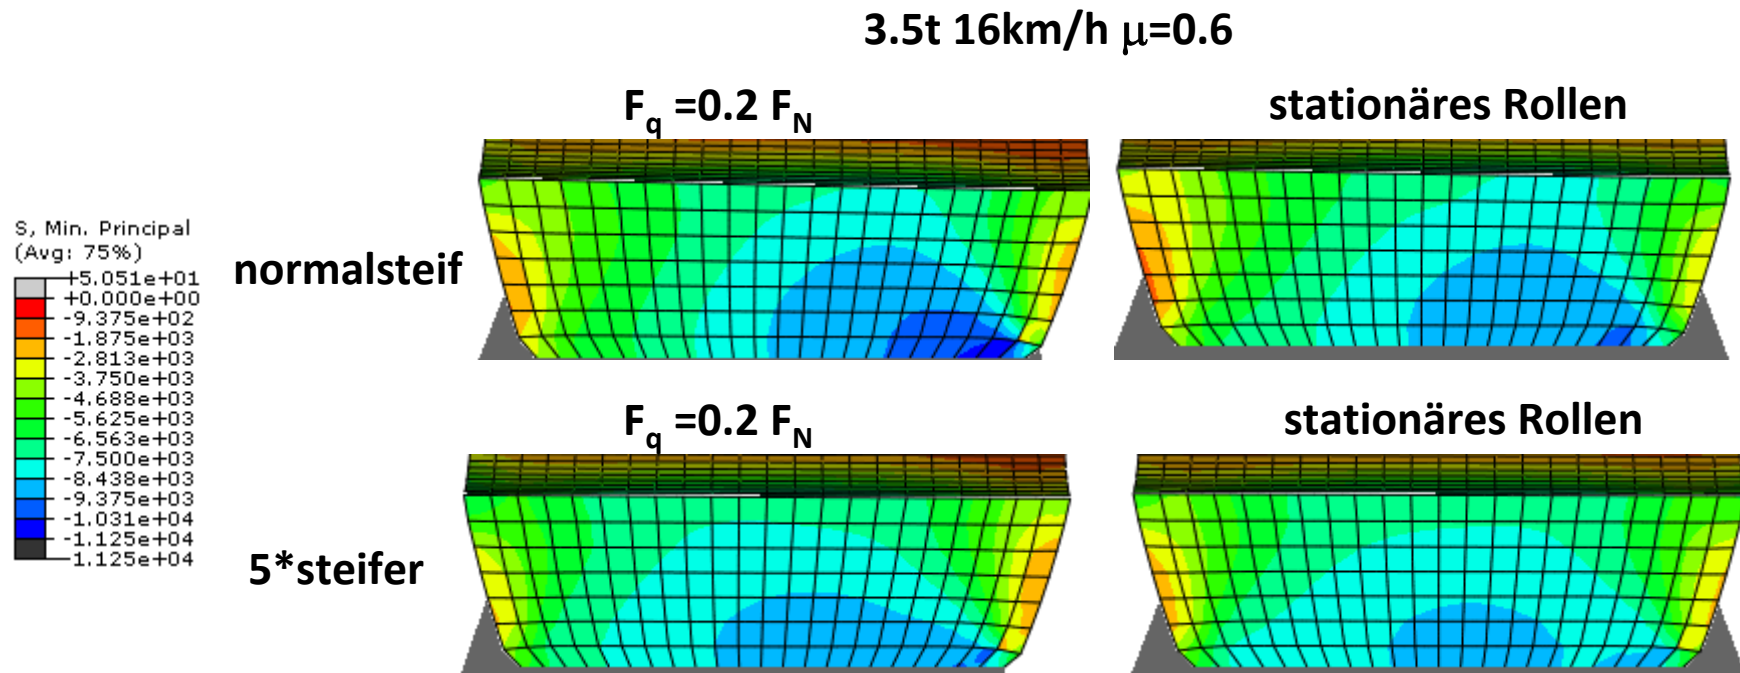 3.5t 16km/h μ=0.6
F_q =0.2 F_N
stationäres Rollen
S, Min. Principal
(Avg: 75%)
+5.051e+01
+0.000e+00
-9.375e+02
-1.875e+03
-2.813e+03
-3.750e+03
-4.688e+03
-5.625e+03
-6.563e+03
-7.500e+03
-8.438e+03
-9.375e+03
-1.031e+04
-1.125e+04
-1.125e+04
normalsteif
F_q =0.2 F_N
stationäres Rollen
5*steifer